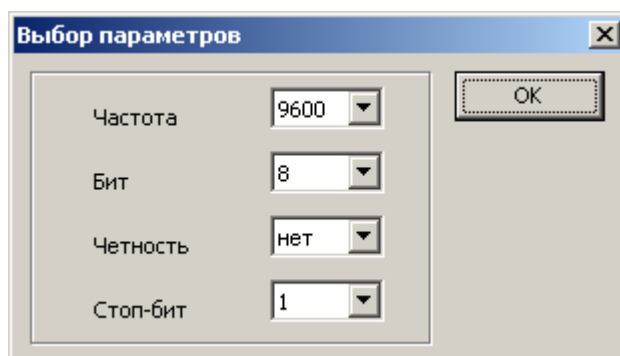 Выбор параметров
Частота 9600 OK
Бит 8
Четность нет
Стоп-бит 1